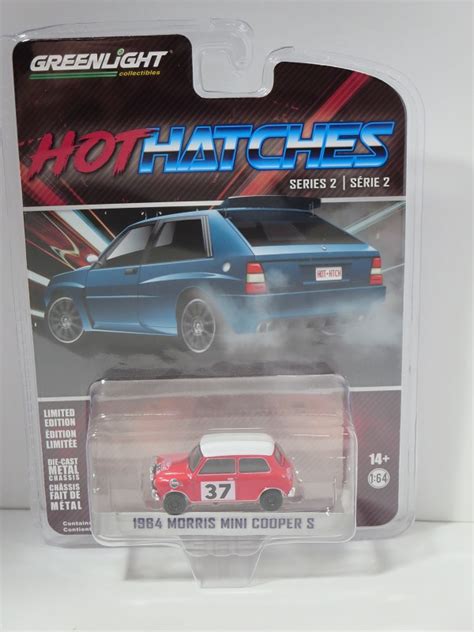 GREENLIGHT
collectibles
HOT HATCHES
SERIES 2 | SÉRIE 2
HOT-HTCH
LIMITED
EDITION
ÉDITION
LIMITÉE
DIE-CAST
METAL
CHASSIS
CHÂSSIS
FAIT DE
MÉTAL
Contains
14+
1:64
37
1964 MORRIS MINI COOPER S